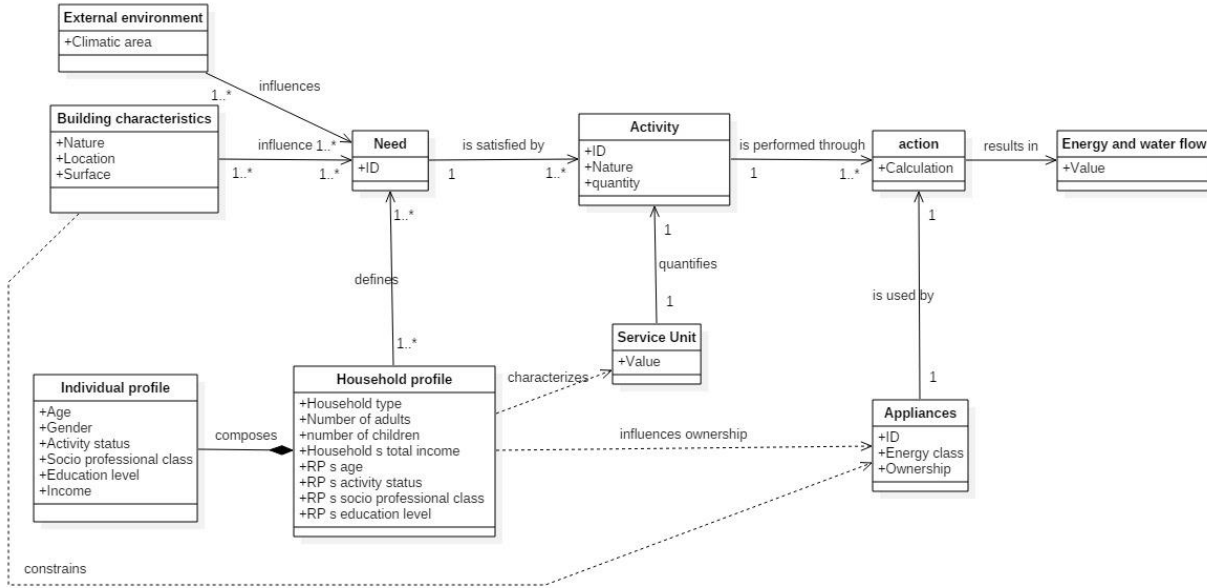 External environment
+Climatic area
influences
1..*
Building characteristics
+Nature
+Location
+Surface
influence
1..*
1..*
1..*
Need
+ID
is satisfied by
1
1..*
Activity
+ID
+Nature
+quantity
is performed through
1
1..*
action
+Calculation
results in
Energy and water flow
+Value
1..*
defines
1..*
1
quantifies
1
1
is used by
1
Service Unit
+Value
characterizes
Individual profile
+Age
+Gender
+Activity status
+Socio professional class
+Education level
+Income
composes
Household profile
+Household type
+Number of adults
+number of children
+Household s total income
+RP s age
+RP s activity status
+RP s socio professional class
+RP s education level
influences ownership
Appliances
+ID
+Energy class
+Ownership
constrains